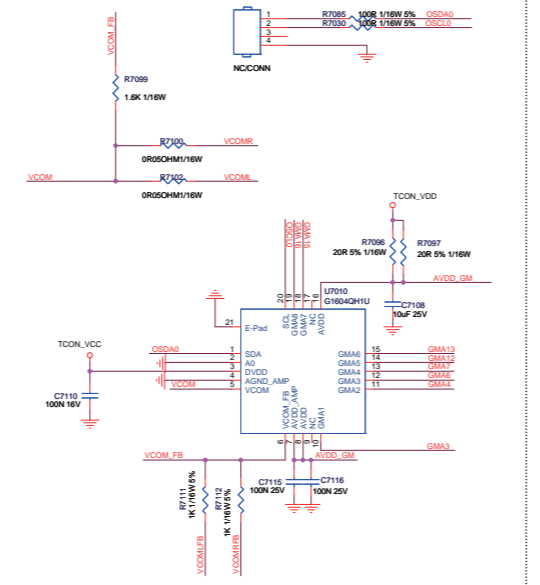 VCOM_FB
R7099
1.6K 1/16W
R7100
VCOMR
0R05OHM1/16W
VCOM
R7102
VCOML
0R05OHM1/16W
1
2
3
4
NC/CONN
R7085
100R 1/16W 5%
OSDA0
R7030
100R 1/16W 5%
OSCL0
TCON_VDD
R7096
20R 5% 1/16W
R7097
20R 5% 1/16W
AVDD_GM
C7108
10uF 25V
OSCL0
GMA16
GMA15
20
19
18
17
16
U7010
G1604QH1U
SCL
GMA8
GMA7
NC
AVDD
21
E-Pad
TCON_VCC
OSDA0
1
SDA
2
A0
3
DVDD
4
AGND_AMP
VCOM
5
VCOM
C7110
100N 16V
GMA6
15
GMA13
GMA5
14
GMA12
GMA4
13
GMA7
GMA3
12
GMA6
GMA2
11
GMA4
VCOM_FB
AVDD_AMP
AVDD
NC
GMA1
6
7
8
9
10
GMA3
VCOM_FB
AVDD_GM
R7111
1K 1/16W 5%
R7112
1K 1/16W 5%
C7115
100N 25V
C7116
100N 25V
VCOMLFB
VCOMRFB